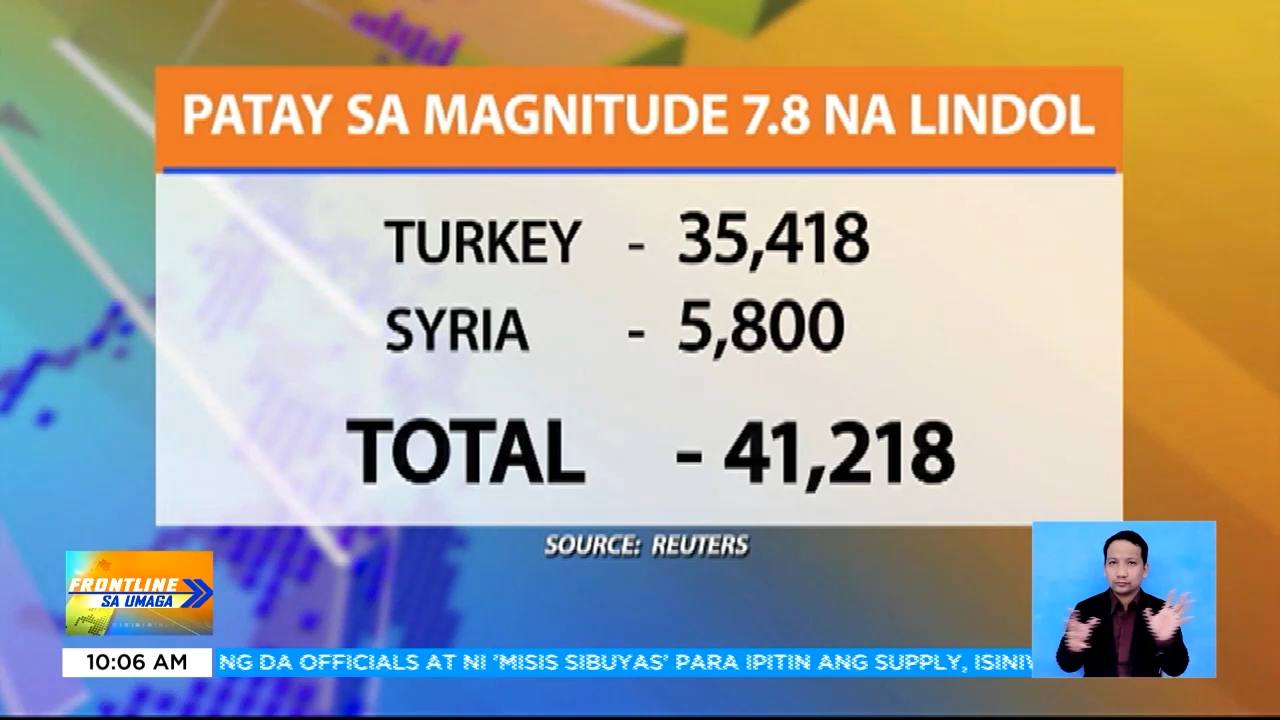 PATAY SA MAGNITUDE 7.8 NA LINDOL
TURKEY - 35,418
SYRIA - 5,800
TOTAL - 41,218
SOURCE: REUTERS
FRONTLINE
SA UMAGA
10:06 AM
NG DA OFFICIALS AT NI 'MISIS SIBUYAS' PARA IPITIN ANG SUPPLY,